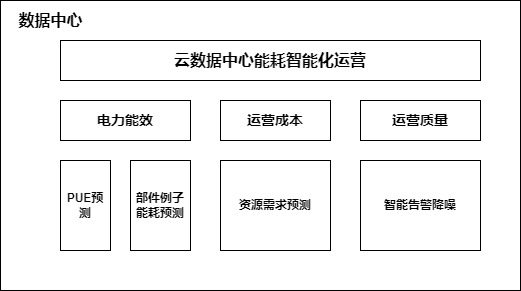 数据中心
云数据中心能耗智能化运营
电力能效
运营成本
运营质量
PUE预
测
部件例子
能耗预测
资源需求预测
智能告警降噪